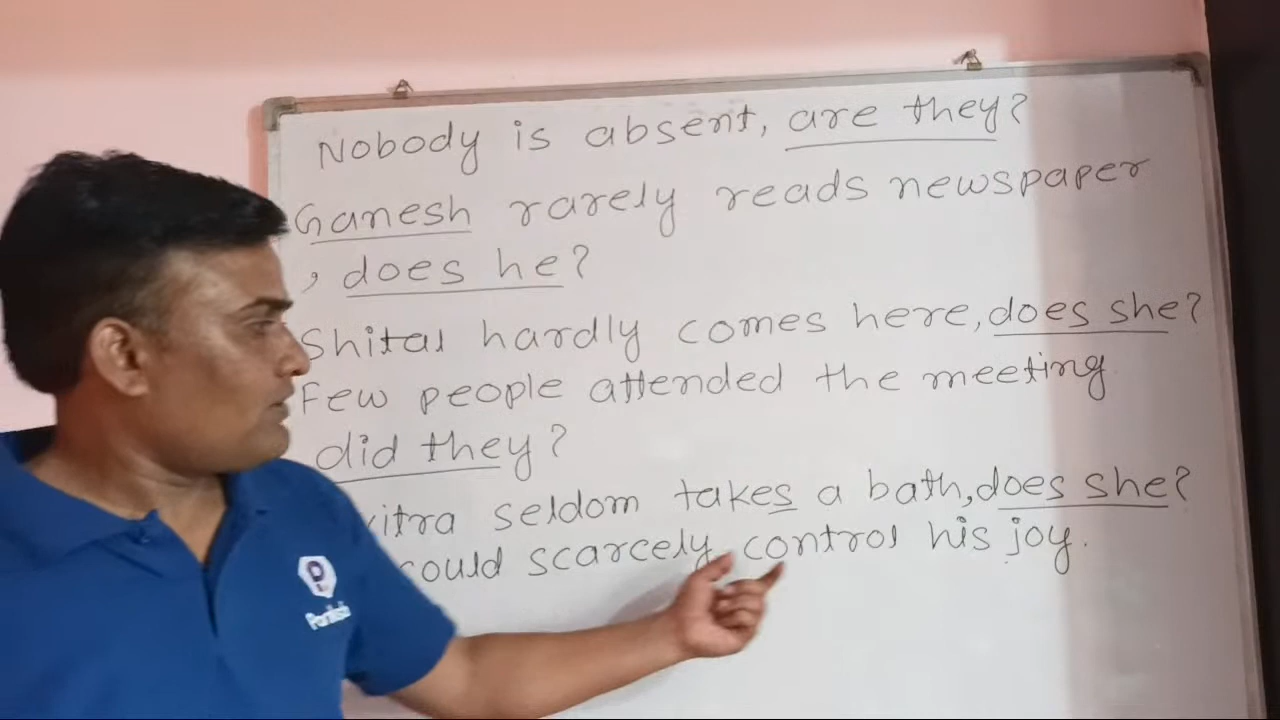 Nobody is absent, are they?
Ganesh rarely reads newspaper
, does he?
Shital hardly comes here, does she?
Few people attended the meeting
did they?
seldom takes a bath, does she?
could scarcely control his joy.